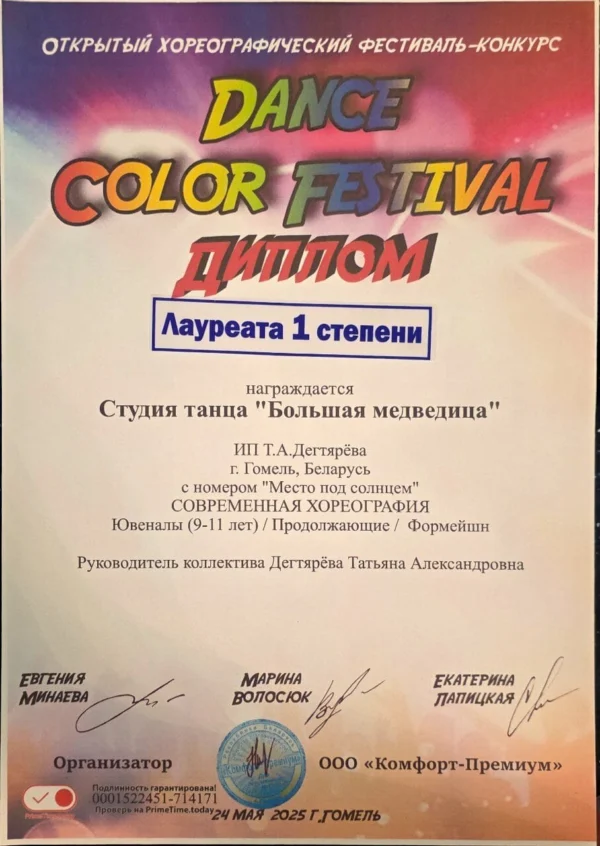 Открытый хореографический фестиваль-конкурс
DANCE
COLOR FESTIVAL
ДИПЛОМ
Лауреата 1 степени
награждается
Студия танца "Большая медведица"
ИП Т.А.Дегтярёва
г. Гомель, Беларусь
с номером "Место под солнцем"
СОВРЕМЕННАЯ ХОРЕОГРАФИЯ
Ювеналы (9-11 лет) / Продолжающие / Формейшн
Руководитель коллектива Дегтярёва Татьяна Александровна
Евгения Минаева
Марина Волосюк
Екатерина Лапицкая
Организатор
ООО «Комфорт-Премиум»
Подлинность гарантирована!
0001522451-714171
Проверь на PrimeTime.today
24 мая 2025 г.Гомель